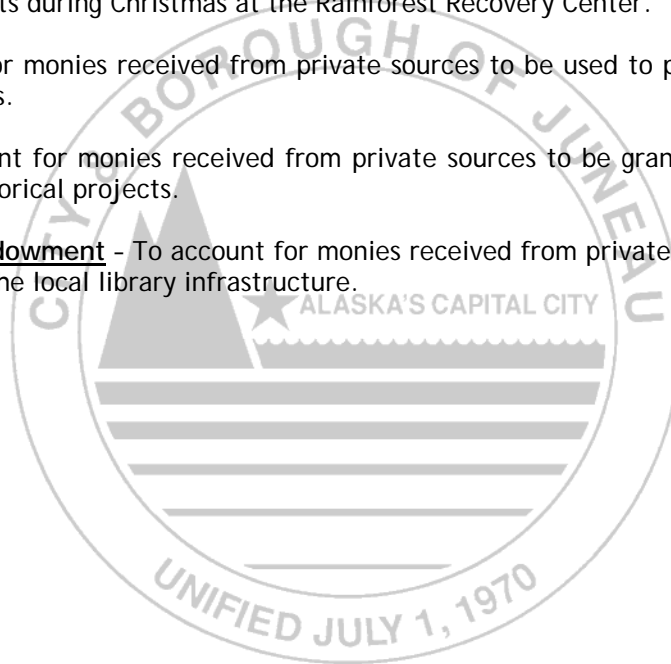 ts during Christmas at the Rainforest Recovery Center.
or monies received from private sources to be used to p
s.
nt for monies received from private sources to be gran
orical projects.
dowment – To account for monies received from private
ne local library infrastructure.
CITY & BOROUGH OF JUNEAU
ALASKA'S CAPITAL CITY
UNIFIED JULY 1, 1970